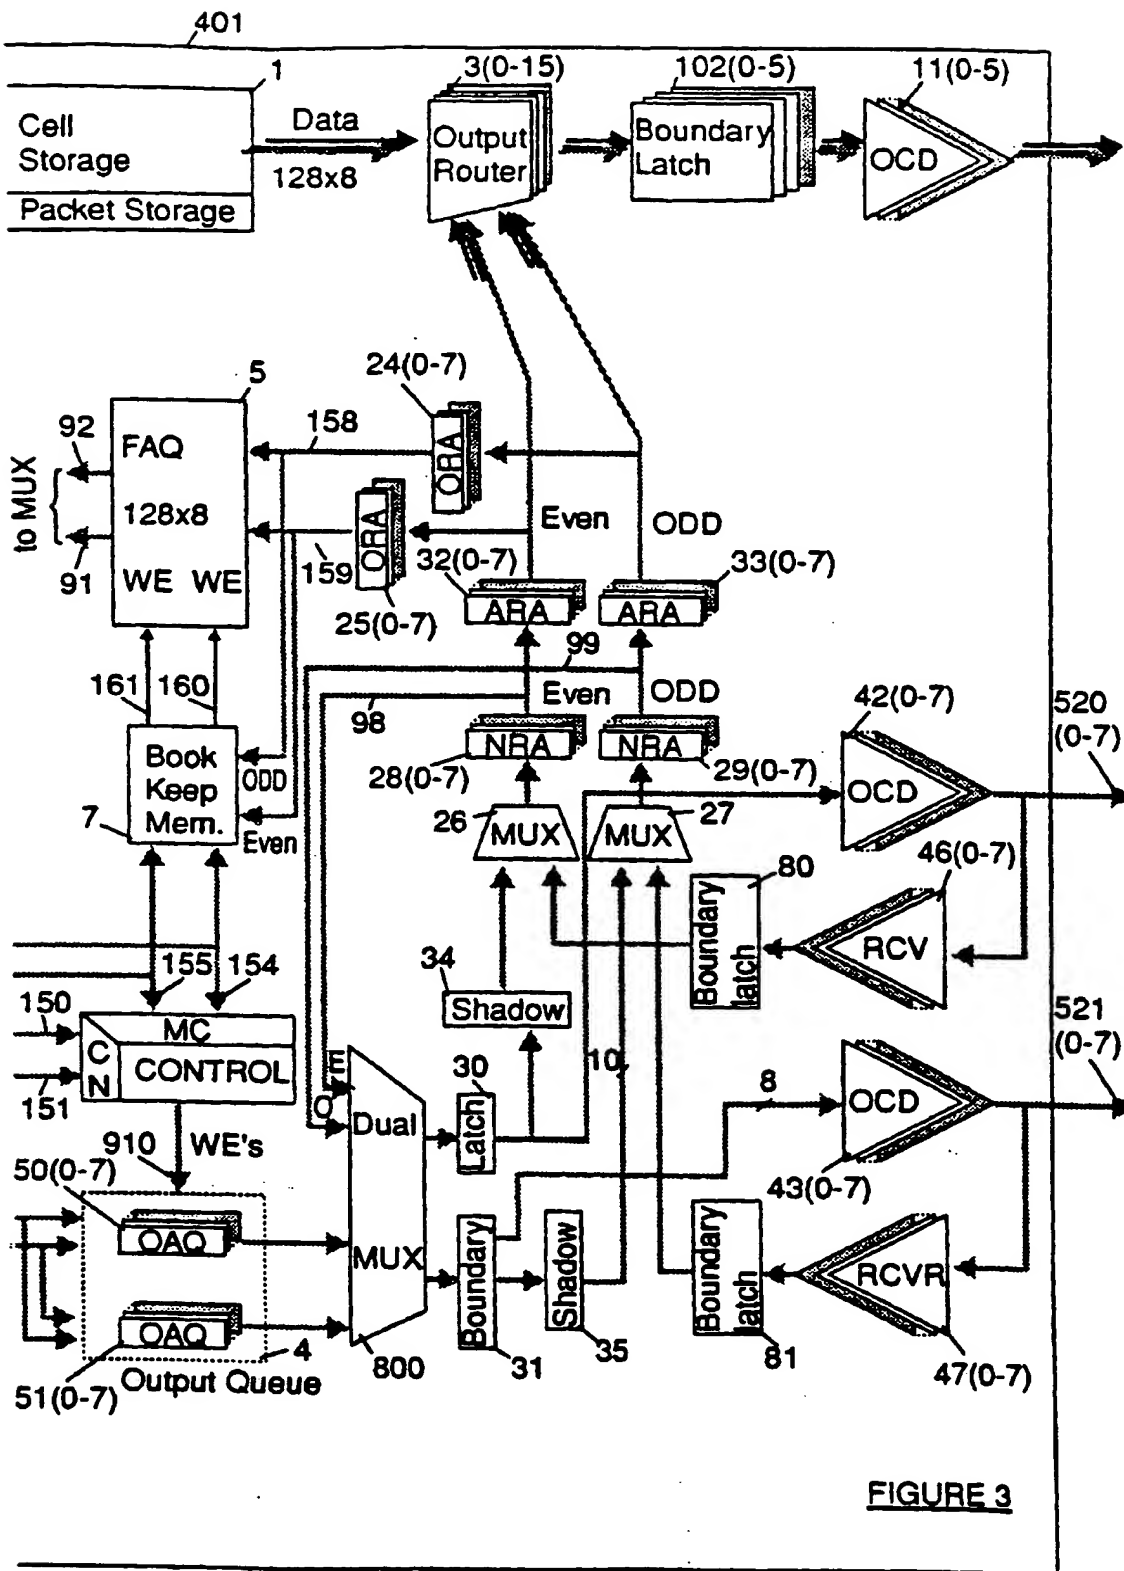 401
1
3(0-15)
102(0-5)
11(0-5)
Cell
Storage
Data
128x8
Output
Router
Boundary
Latch
OCD
Packet Storage
24(0-7)
5
92
158
FAQ
ORA
to MUX
128x8
ORA
Even
ODD
91
WE WE
159
32(0-7)
33(0-7)
25(0-7)
ARA
ARA
99
161
160
98
Even
ODD
42(0-7)
520
(0-7)
Book
Keep
Mem.
ODD
NRA
NRA
28(0-7)
29(0-7)
OCD
7
Even
26
MUX
MUX
27
46(0-7)
80
Boundary
latch
RCV
155
154
34
Shadow
521
(0-7)
150
MC
C
N
CONTROL
151
10
E
O
30
Dual
Latch
8
OCD
910
WE's
50(0-7)
43(0-7)
OAQ
MUX
Boundary
Shadow
Boundary
latch
RCVR
OAQ
4
800
31
35
81
47(0-7)
Output Queue
51(0-7)
FIGURE 3